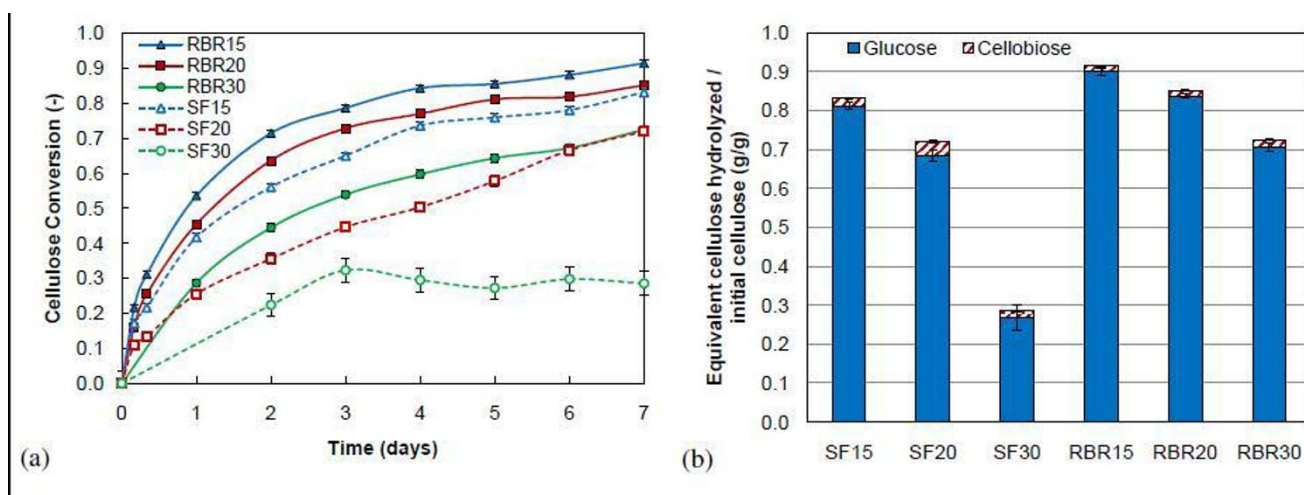 RBR15
RBR20
RBR30
SF15
SF20
SF30
Cellulose Conversion (-)
1.0
0.9
0.8
0.7
0.6
0.5
0.4
0.3
0.2
0.1
0.0
0 1 2 3 4 5 6 7
Time (days)
(a)
Glucose Cellobiose
Equivalent cellulose hydrolyzed /
initial cellulose (g/g)
1.0
0.9
0.8
0.7
0.6
0.5
0.4
0.3
0.2
0.1
0.0
SF15 SF20 SF30 RBR15 RBR20 RBR30
(b)